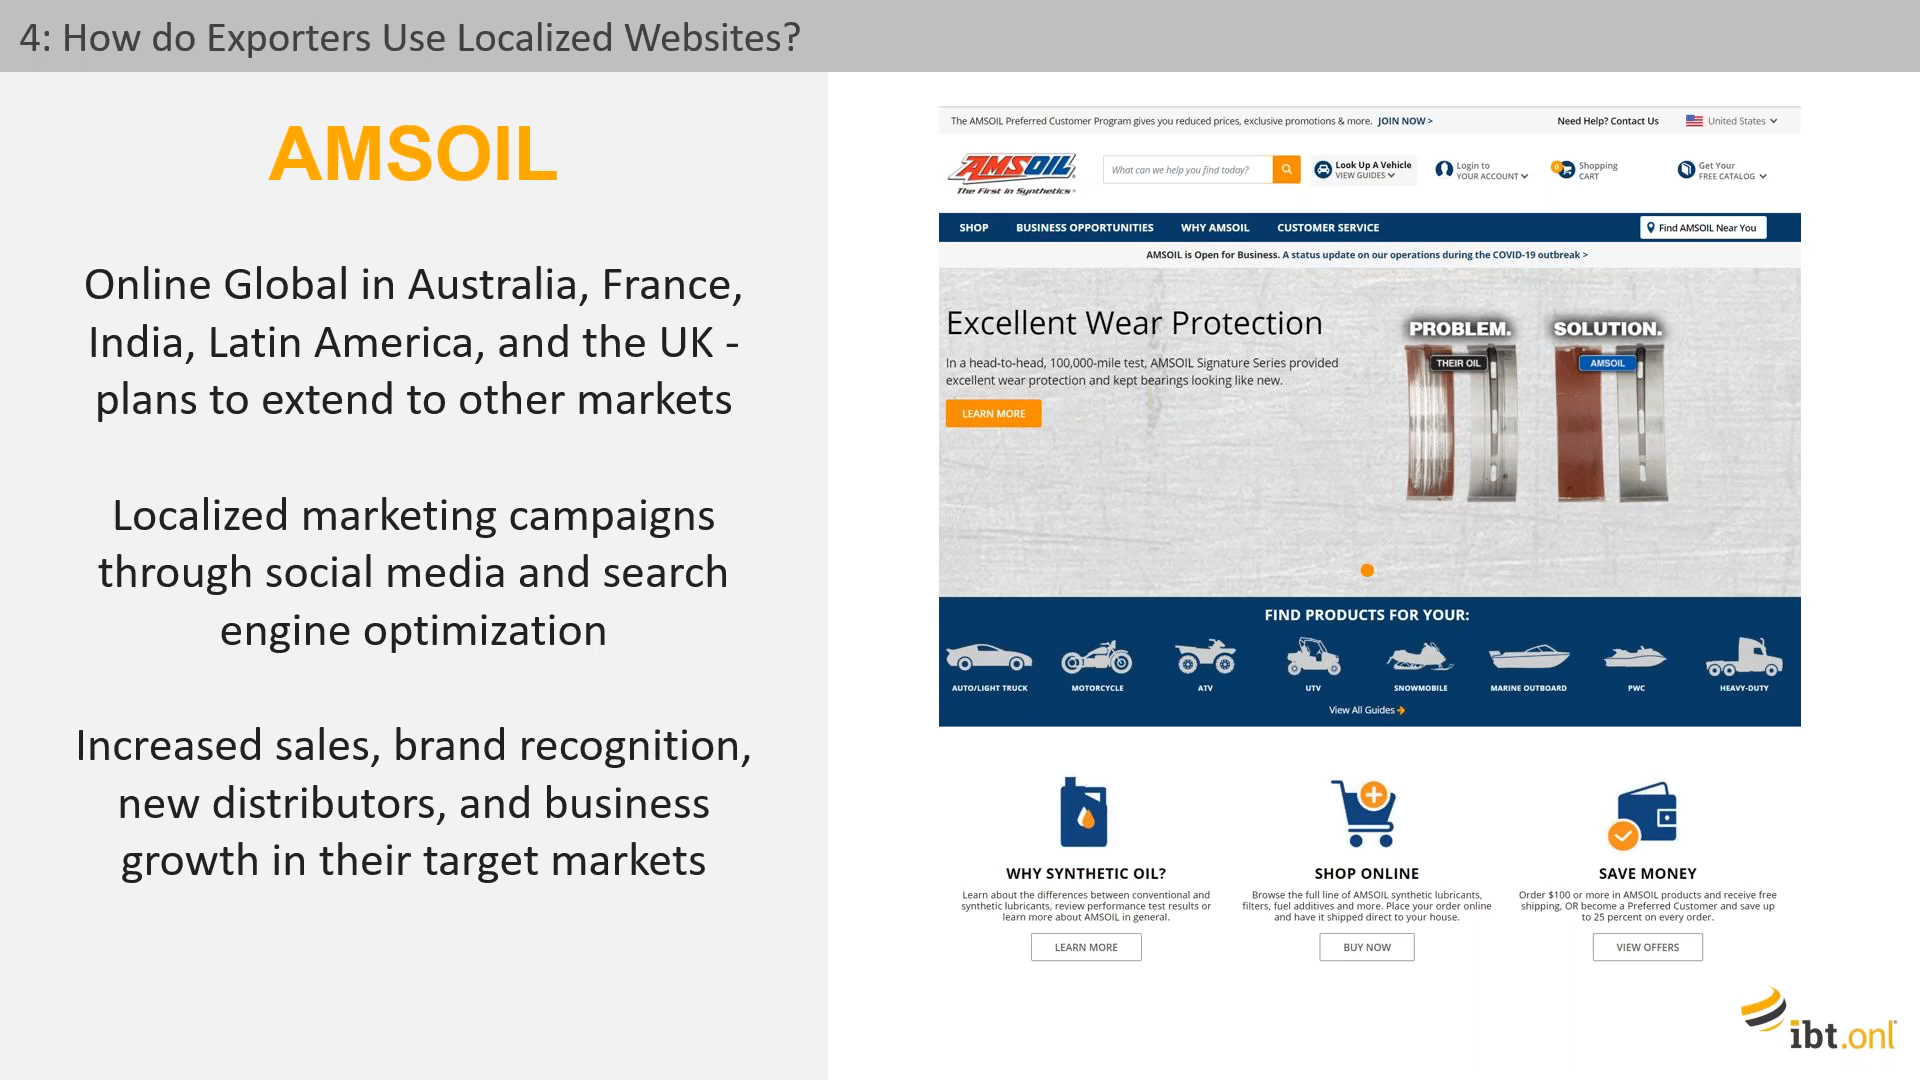 4: How do Exporters Use Localized Websites?
AMSOIL
Online Global in Australia, France,
India, Latin America, and the UK -
plans to extend to other markets
Localized marketing campaigns
through social media and search
engine optimization
Increased sales, brand recognition,
new distributors, and business
growth in their target markets
The AMSOIL Preferred Customer Program gives you reduced prices, exclusive promotions & more. JOIN NOW >
Need Help? Contact Us
United States
AMSOIL
The First in Synthetics
What can we help you find today?
Look Up A Vehicle
VIEW GUIDES
Login to
YOUR ACCOUNT
0
Shopping
CART
Get Your
FREE CATALOG
SHOP BUSINESS OPPORTUNITIES WHY AMSOIL CUSTOMER SERVICE
Find AMSOIL Near You
AMSOIL is Open for Business. A status update on our operations during the COVID-19 outbreak >
Excellent Wear Protection
In a head-to-head, 100,000-mile test, AMSOIL Signature Series provided
excellent wear protection and kept bearings looking like new.
LEARN MORE
PROBLEM. SOLUTION.
THEIR OIL AMSOIL
FIND PRODUCTS FOR YOUR:
AUTO/LIGHT TRUCK MOTORCYCLE ATV UTV SNOWMOBILE MARINE OUTBOARD PWC HEAVY-DUTY
View All Guides
WHY SYNTHETIC OIL?
Learn about the differences between conventional and
synthetic lubricants, review performance test results or
learn more about AMSOIL in general.
LEARN MORE
SHOP ONLINE
Browse the full line of AMSOIL synthetic lubricants,
filters, fuel additives and more. Place your order online
and have it shipped direct to your house.
BUY NOW
SAVE MONEY
Order $100 or more in AMSOIL products and receive free
shipping, OR become a Preferred Customer and save up
to 25 percent on every order.
VIEW OFFERS
ibt.onl